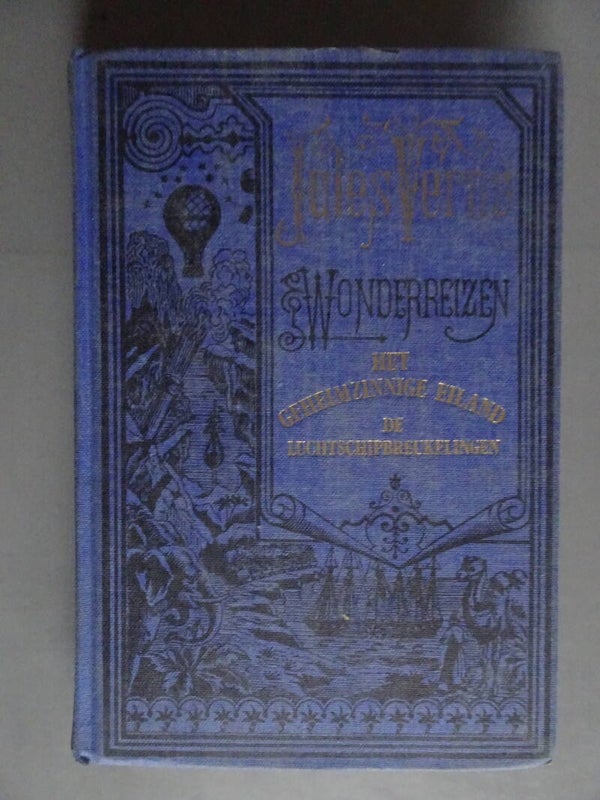 Jules Verne
WONDERREIZEN
HET
GEHEIMZINNIGE EILAND
DE
LUCHTSCHIPBREUKELINGEN